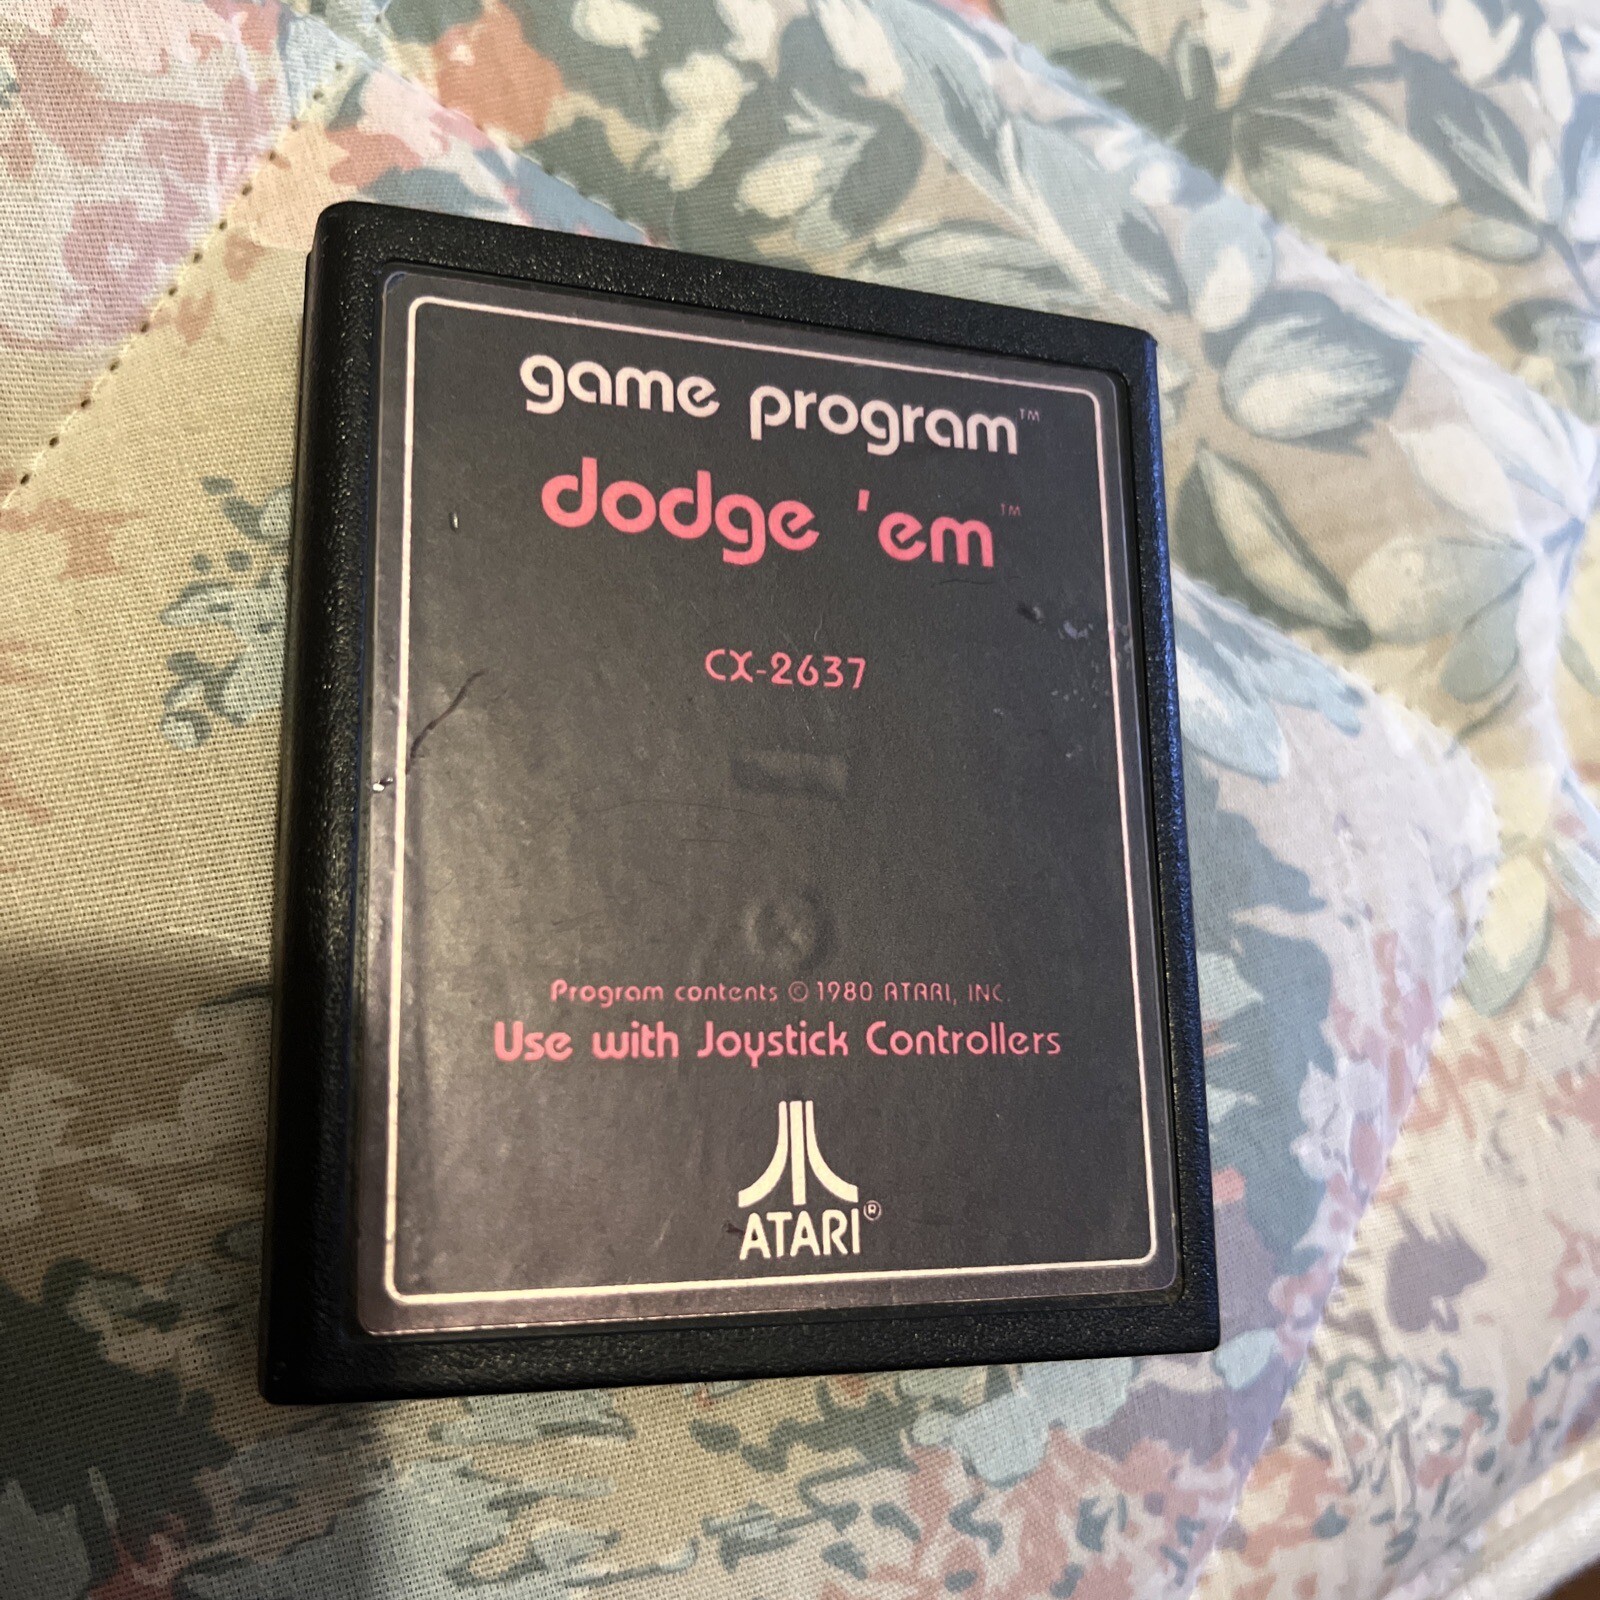 game program™
dodge 'em™
CX-2637
Program contents © 1980 ATARI, INC.
Use with Joystick Controllers
ATARI®